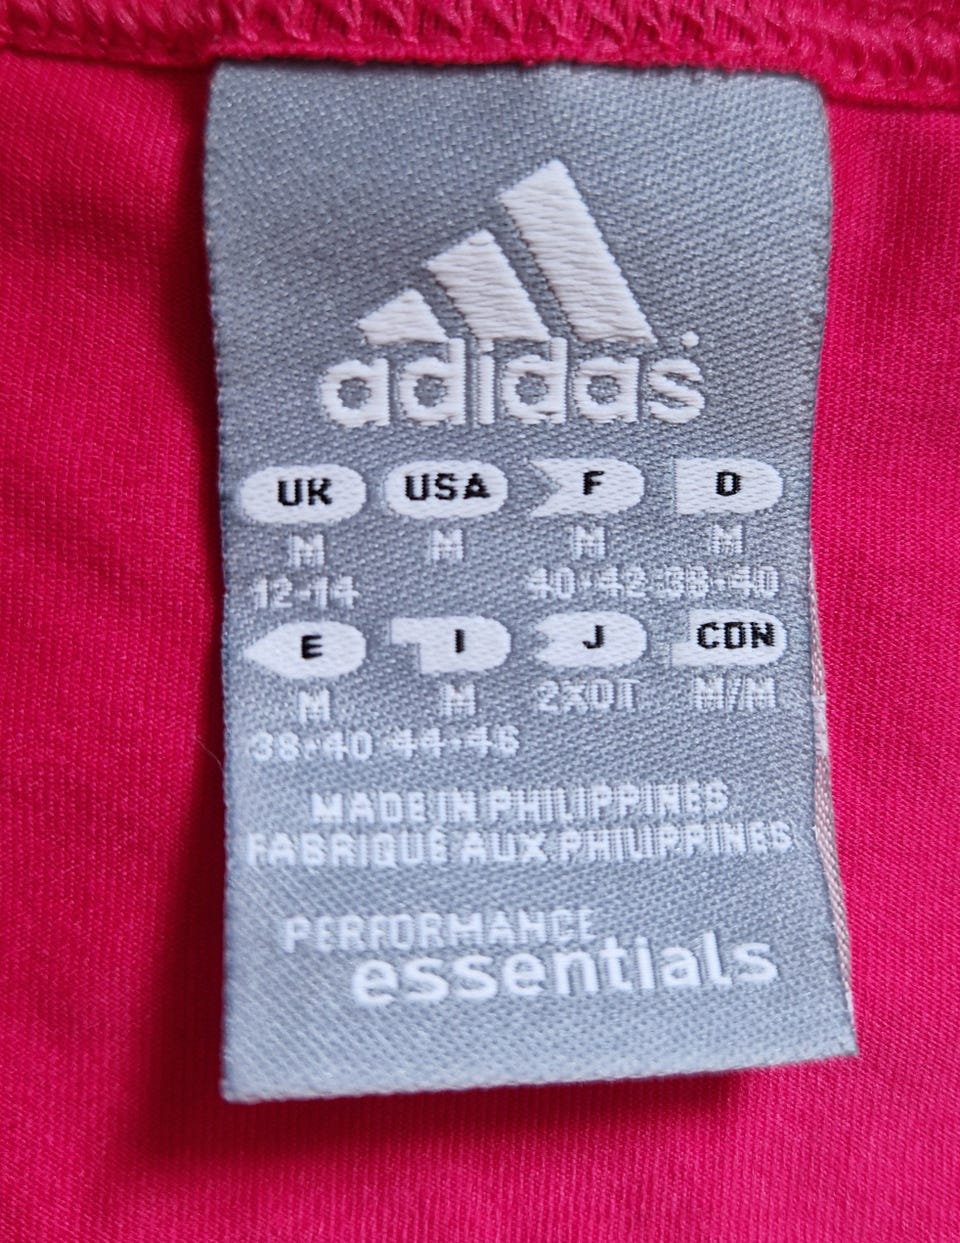 adidas
UK USA F D
M M M M
12-14 40-42 38-40
E I J CDN
M M 2XOT M/M
38-40 44-46
MADE IN PHILIPPINES
FABRIQUÉ AUX PHILIPPINES
PERFORMANCE
essentials